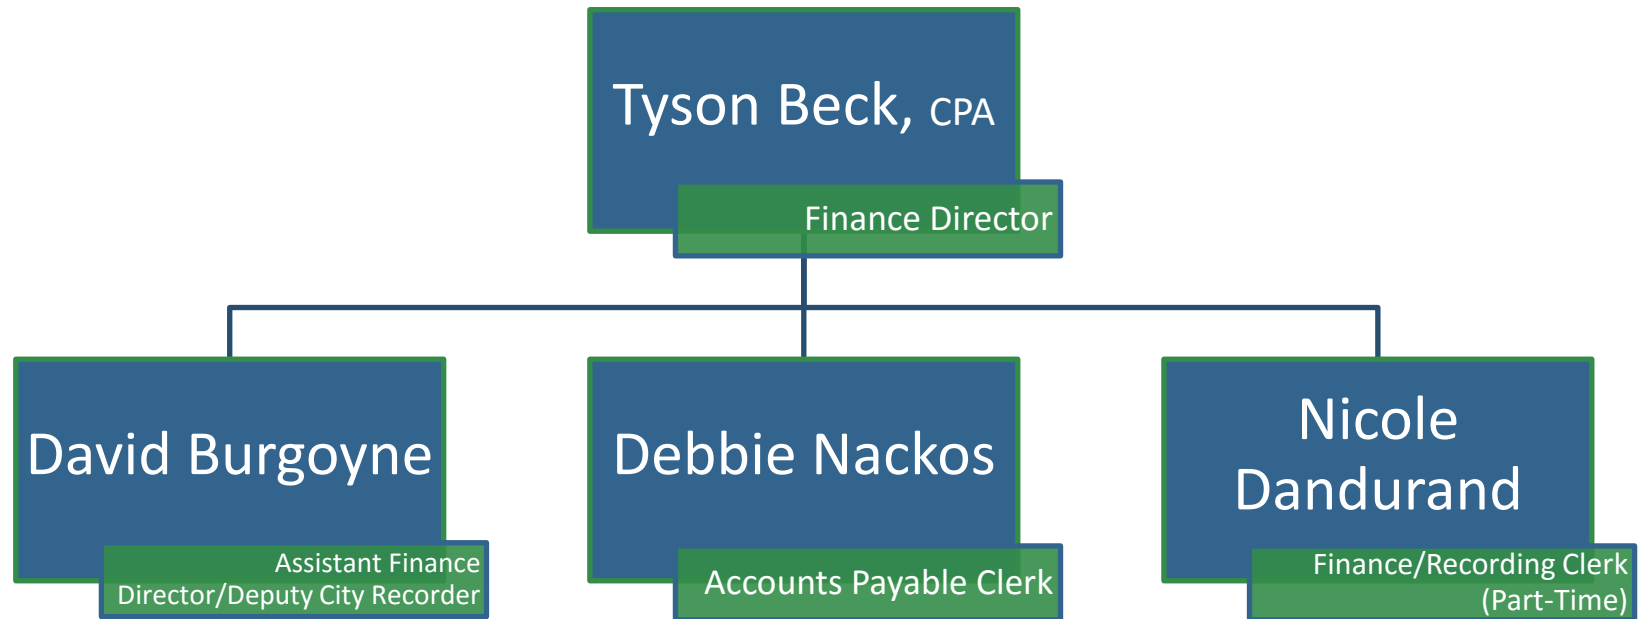 Tyson Beck, CPA
Finance Director
David Burgoyne
Assistant Finance
Director/Deputy City Recorder
Debbie Nackos
Accounts Payable Clerk
Nicole
Dandurand
Finance/Recording Clerk
(Part-Time)